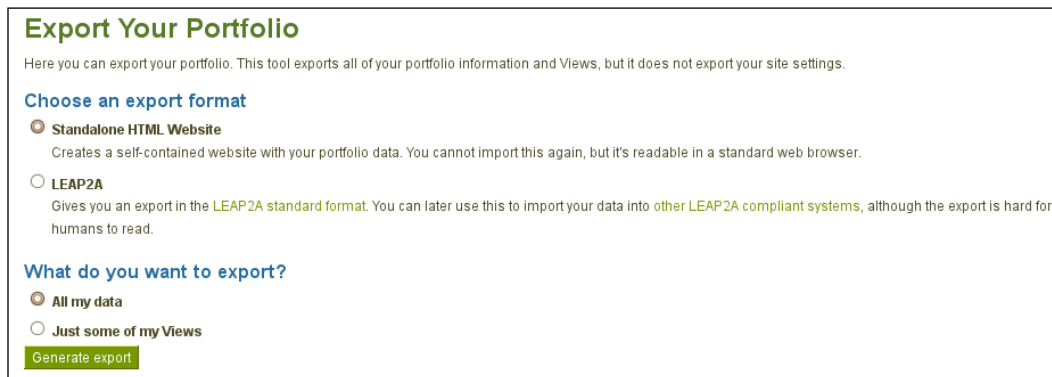 Export Your Portfolio
Here you can export your portfolio. This tool exports all of your portfolio information and Views, but it does not export your site settings.
Choose an export format
Standalone HTML Website
Creates a self-contained website with your portfolio data. You cannot import this again, but it's readable in a standard web browser.
LEAP2A
Gives you an export in the LEAP2A standard format. You can later use this to import your data into other LEAP2A compliant systems, although the export is hard for
humans to read.
What do you want to export?
All my data
Just some of my Views
Generate export